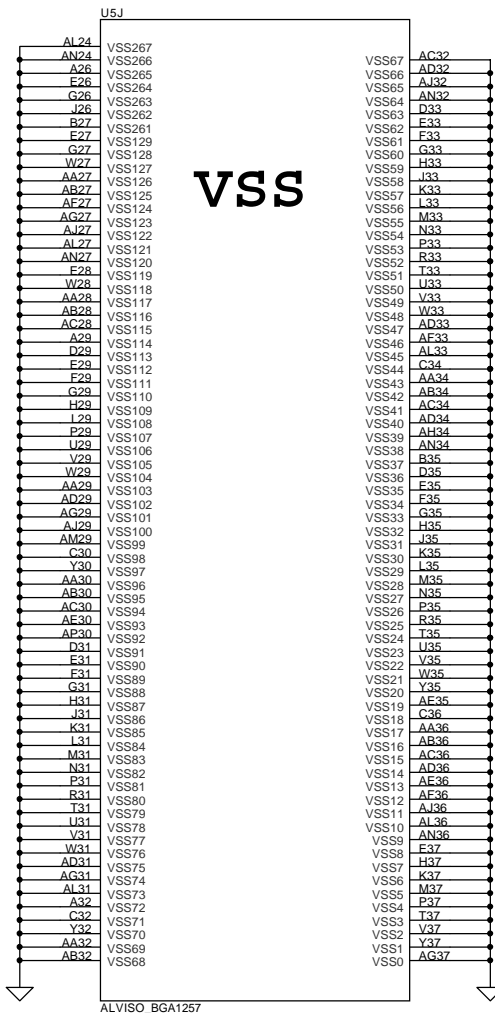 U5J
VSS
AL24 VSS267
AN24 VSS266
A26 VSS265
E26 VSS264
G26 VSS263
J26 VSS262
B27 VSS261
E27 VSS129
G27 VSS128
W27 VSS127
AA27 VSS126
AB27 VSS125
AF27 VSS124
AG27 VSS123
AJ27 VSS122
AL27 VSS121
AN27 VSS120
E28 VSS119
W28 VSS118
AA28 VSS117
AB28 VSS116
AC28 VSS115
A29 VSS114
D29 VSS113
E29 VSS112
F29 VSS111
G29 VSS110
H29 VSS109
L29 VSS108
P29 VSS107
U29 VSS106
V29 VSS105
W29 VSS104
AA29 VSS103
AD29 VSS102
AG29 VSS101
AJ29 VSS100
AM29 VSS99
C30 VSS98
Y30 VSS97
AA30 VSS96
AB30 VSS95
AC30 VSS94
AE30 VSS93
AP30 VSS92
D31 VSS91
E31 VSS90
F31 VSS89
G31 VSS88
H31 VSS87
J31 VSS86
K31 VSS85
L31 VSS84
M31 VSS83
N31 VSS82
P31 VSS81
R31 VSS80
T31 VSS79
U31 VSS78
V31 VSS77
W31 VSS76
AD31 VSS75
AG31 VSS74
AL31 VSS73
A32 VSS72
C32 VSS71
Y32 VSS70
AA32 VSS69
AB32 VSS68
VSS67 AC32
VSS66 AD32
VSS65 AJ32
VSS64 AN32
VSS63 D33
VSS62 E33
VSS61 F33
VSS60 G33
VSS59 H33
VSS58 J33
VSS57 K33
VSS56 L33
VSS55 M33
VSS54 N33
VSS53 P33
VSS52 R33
VSS51 T33
VSS50 U33
VSS49 V33
VSS48 W33
VSS47 AD33
VSS46 AF33
VSS45 AL33
VSS44 C34
VSS43 AA34
VSS42 AB34
VSS41 AC34
VSS40 AD34
VSS39 AH34
VSS38 AN34
VSS37 B35
VSS36 D35
VSS35 E35
VSS34 F35
VSS33 G35
VSS32 H35
VSS31 J35
VSS30 K35
VSS29 L35
VSS28 M35
VSS27 N35
VSS26 P35
VSS25 R35
VSS24 T35
VSS23 U35
VSS22 V35
VSS21 W35
VSS20 Y35
VSS19 AE35
VSS18 C36
VSS17 AA36
VSS16 AB36
VSS15 AC36
VSS14 AD36
VSS13 AE36
VSS12 AF36
VSS11 AJ36
VSS10 AL36
VSS9 AN36
VSS8 E37
VSS7 H37
VSS6 K37
VSS5 M37
VSS4 P37
VSS3 T37
VSS2 V37
VSS1 Y37
VSS0 AG37
ALVISO_BGA1257